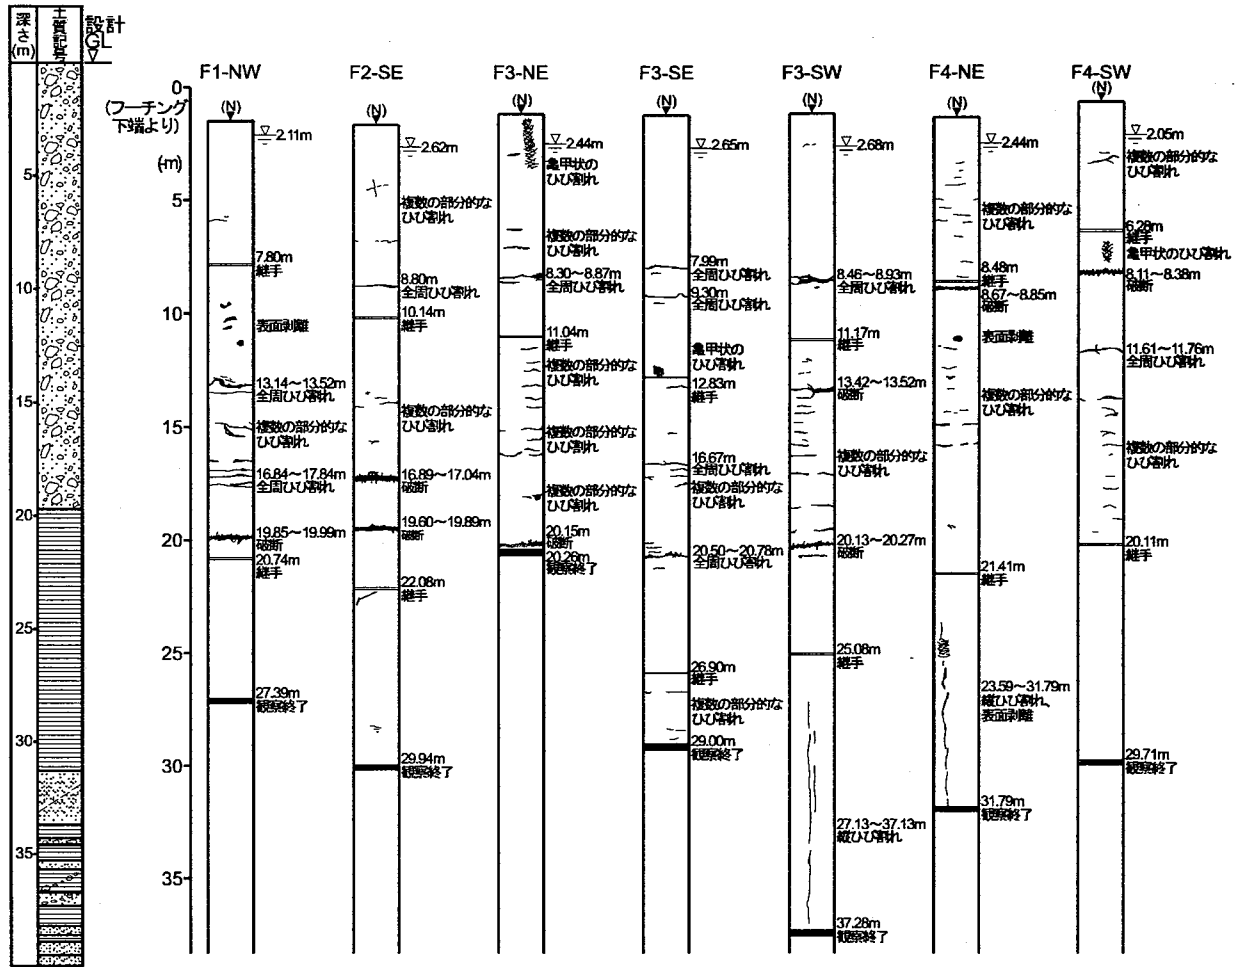 深さ(m)
土質記号
設計
GL
0
(フーチング
下端より)
(m)
5
10
15
20
25
30
35
5
10
15
20
25
30
35
F1-NW
(N)
2.11m
7.80m
継手
表面剥離
13.14～13.52m
全周ひび割れ
複数の部分的な
ひび割れ
16.84～17.84m
全周ひび割れ
19.85～19.99m
破断
20.74m
継手
27.39m
観察終了
F2-SE
(N)
2.62m
複数の部分的な
ひび割れ
8.80m
全周ひび割れ
10.14m
継手
複数の部分的な
ひび割れ
16.89～17.04m
破断
19.60～19.89m
破断
22.08m
継手
29.94m
観察終了
F3-NE
(N)
2.44m
亀甲状の
ひび割れ
複数の部分的な
ひび割れ
8.30～8.87m
全周ひび割れ
11.04m
継手
複数の部分的な
ひび割れ
複数の部分的な
ひび割れ
複数の部分的な
ひび割れ
20.15m
破断
20.26m
観察終了
F3-SE
(N)
2.65m
7.99m
全周ひび割れ
9.30m
全周ひび割れ
亀甲状の
ひび割れ
12.83m
継手
16.67m
全周ひび割れ
複数の部分的な
ひび割れ
20.50～20.78m
全周ひび割れ
26.90m
継手
複数の部分的な
ひび割れ
29.00m
観察終了
F3-SW
(N)
2.68m
8.46～8.93m
全周ひび割れ
11.17m
継手
13.42～13.52m
破断
複数の部分的な
ひび割れ
20.13～20.27m
破断
25.08m
継手
27.13～37.13m
縦ひび割れ
37.28m
観察終了
F4-NE
(N)
2.44m
複数の部分的な
ひび割れ
8.48m
継手
8.67～8.85m
破断
表面剥離
複数の部分的な
ひび割れ
21.41m
継手
23.59～31.79m
縦ひび割れ、
表面剥離
31.79m
観察終了
F4-SW
(N)
2.05m
複数の部分的な
ひび割れ
6.28m
継手
亀甲状のひび割れ
8.11～8.38m
破断
11.61～11.76m
全周ひび割れ
複数の部分的な
ひび割れ
20.11m
継手
29.71m
観察終了